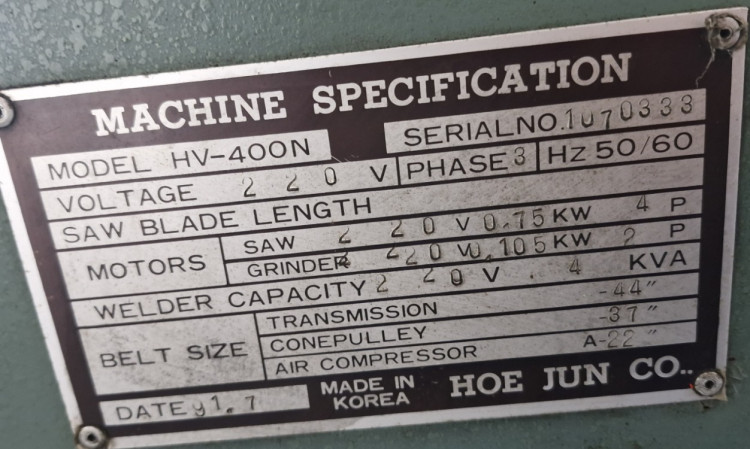 MACHINE SPECIFICATION
MODEL HV-400N SERIAL NO. 1070333
VOLTAGE 220 V PHASE 3 Hz 50/60
SAW BLADE LENGTH
MOTORS
SAW 220 V 0.75 KW 4 P
GRINDER 220 V 0.105 KW 2 P
WELDER CAPACITY 220 V 4 KVA
BELT SIZE
TRANSMISSION -44"
CONEPULLEY -37"
AIR COMPRESSOR A-22"
DATE 91.7 MADE IN KOREA HOE JUN CO..